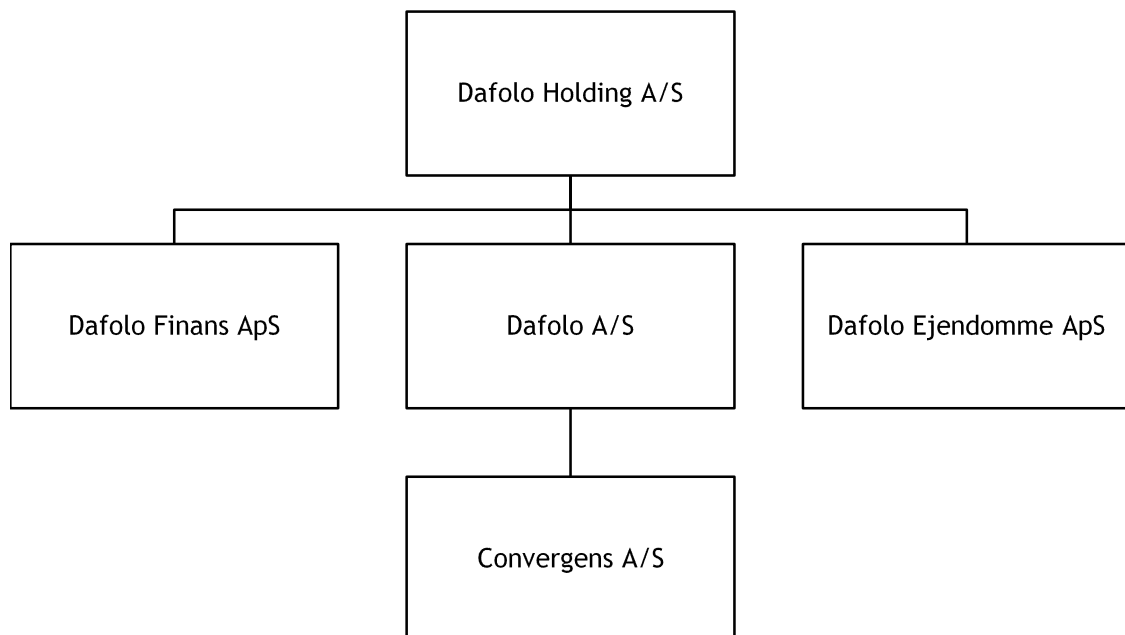 Dafolo Holding A/S
Dafolo Finans ApS
Dafolo A/S
Dafolo Ejendomme ApS
Convergens A/S